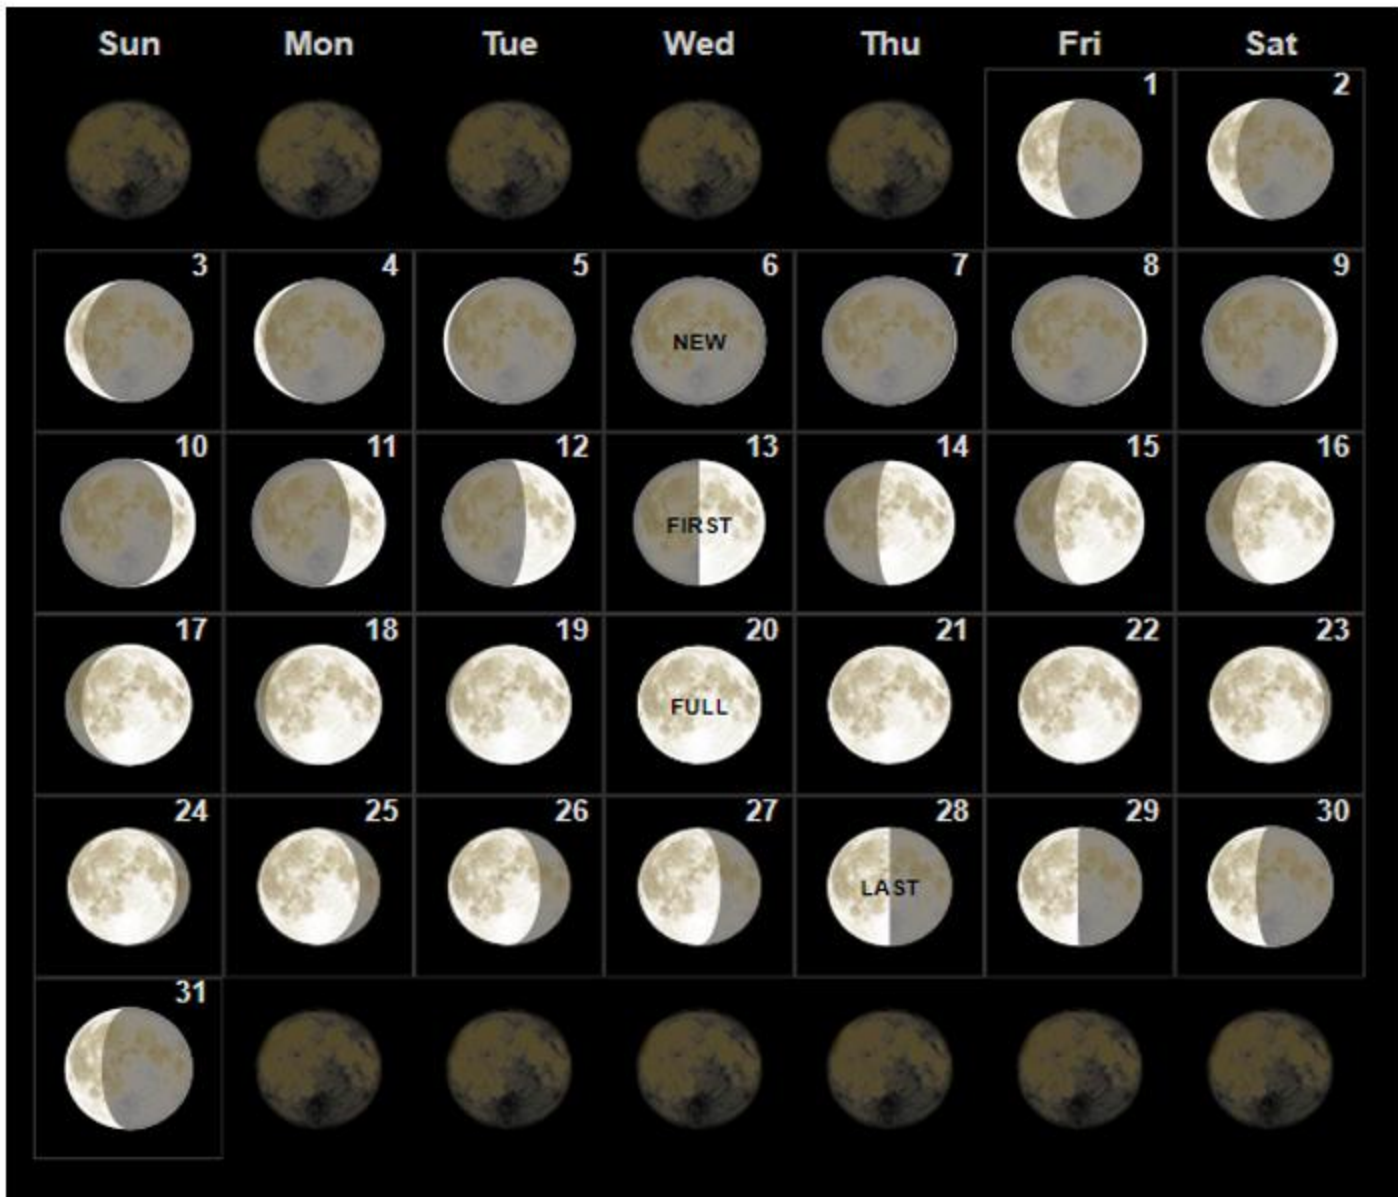 Sun Mon Tue Wed Thu Fri Sat
1 2
3 4 5 6 7 8 9
NEW
10 11 12 13 14 15 16
FIRST
17 18 19 20 21 22 23
FULL
24 25 26 27 28 29 30
LAST
31